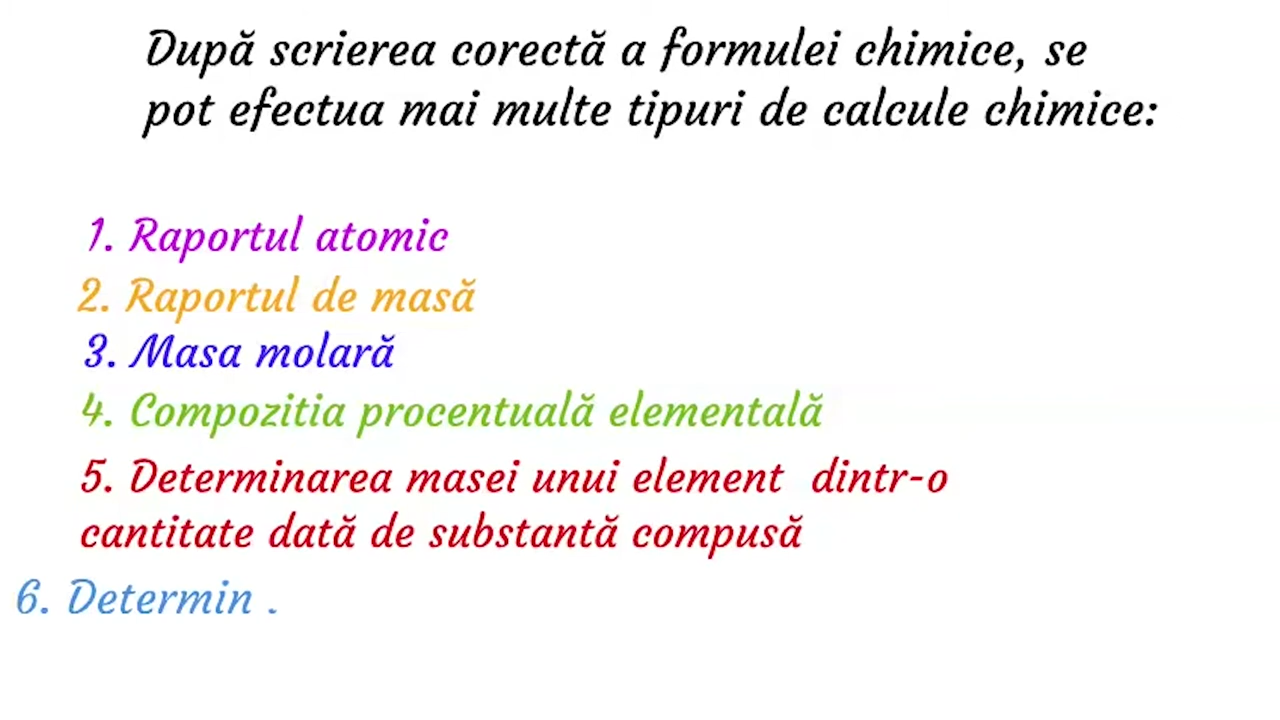 După scrierea corectă a formulei chimice, se
pot efectua mai multe tipuri de calcule chimice:
1. Raportul atomic
2. Raportul de masă
3. Masa molară
4. Compozitia procentuală elementală
5. Determinarea masei unui element dintr-o
cantitate dată de substantă compusă
6. Determin .